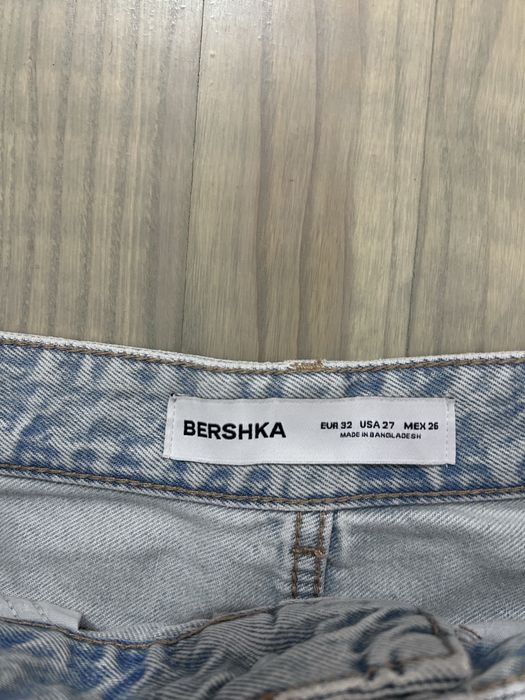 BERSHKA
EUR 32 USA 27 MEX 26
MADE IN BANGLADESH